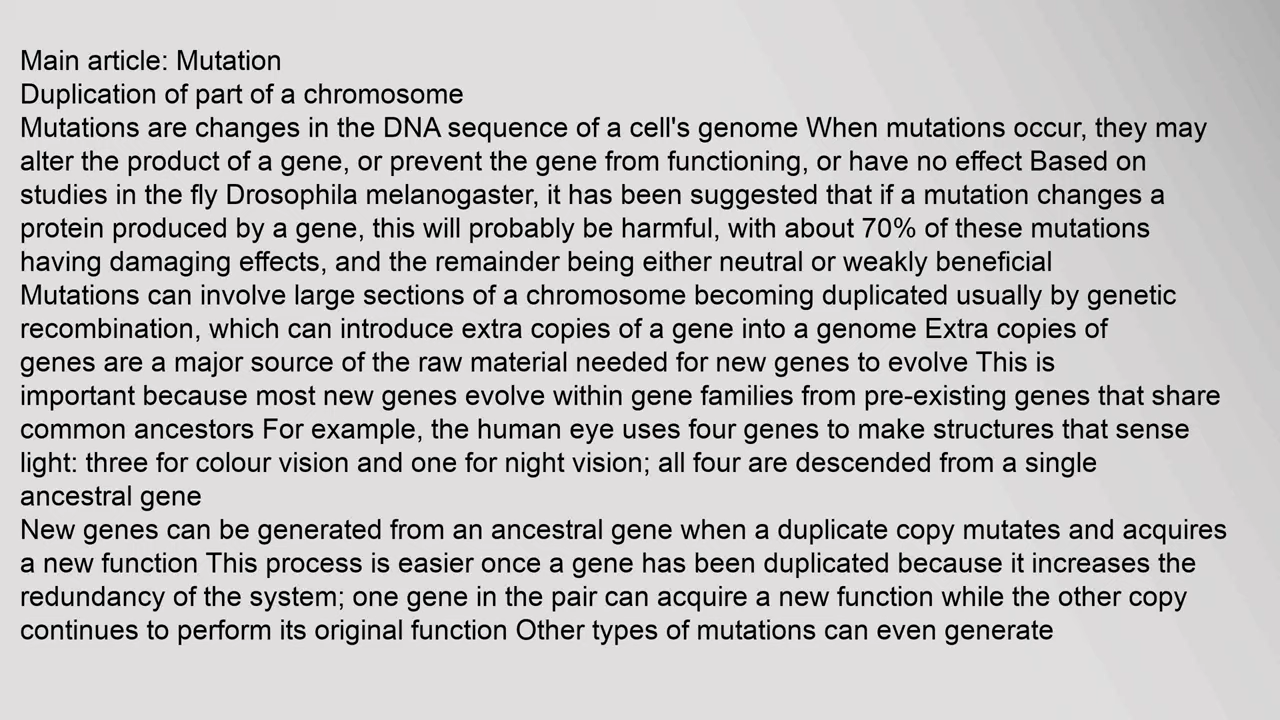 Main article: Mutation
Duplication of part of a chromosome
Mutations are changes in the DNA sequence of a cell's genome When mutations occur, they may
alter the product of a gene, or prevent the gene from functioning, or have no effect Based on
studies in the fly Drosophila melanogaster, it has been suggested that if a mutation changes a
protein produced by a gene, this will probably be harmful, with about 70% of these mutations
having damaging effects, and the remainder being either neutral or weakly beneficial
Mutations can involve large sections of a chromosome becoming duplicated usually by genetic
recombination, which can introduce extra copies of a gene into a genome Extra copies of
genes are a major source of the raw material needed for new genes to evolve This is
important because most new genes evolve within gene families from pre-existing genes that share
common ancestors For example, the human eye uses four genes to make structures that sense
light: three for colour vision and one for night vision; all four are descended from a single
ancestral gene
New genes can be generated from an ancestral gene when a duplicate copy mutates and acquires
a new function This process is easier once a gene has been duplicated because it increases the
redundancy of the system; one gene in the pair can acquire a new function while the other copy
continues to perform its original function Other types of mutations can even generate